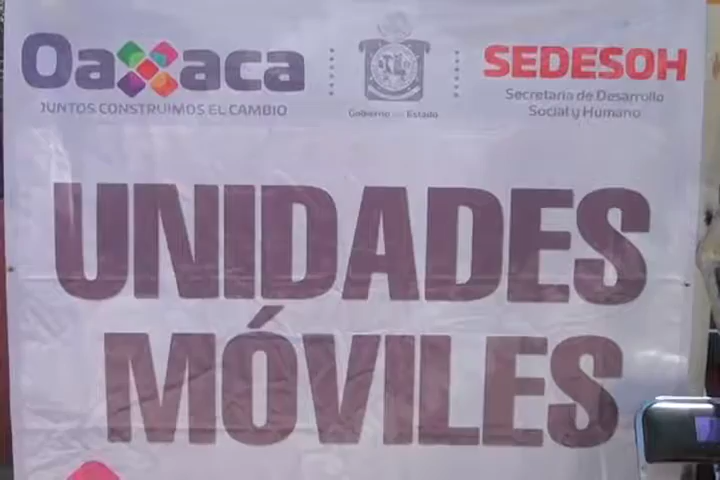 Oaxaca
JUNTOS CONSTRUIMOS EL CAMBIO
Gobierno del Estado
SEDESOH
Secretaría de Desarrollo
Social y Humano
UNIDADES
MÓVILES